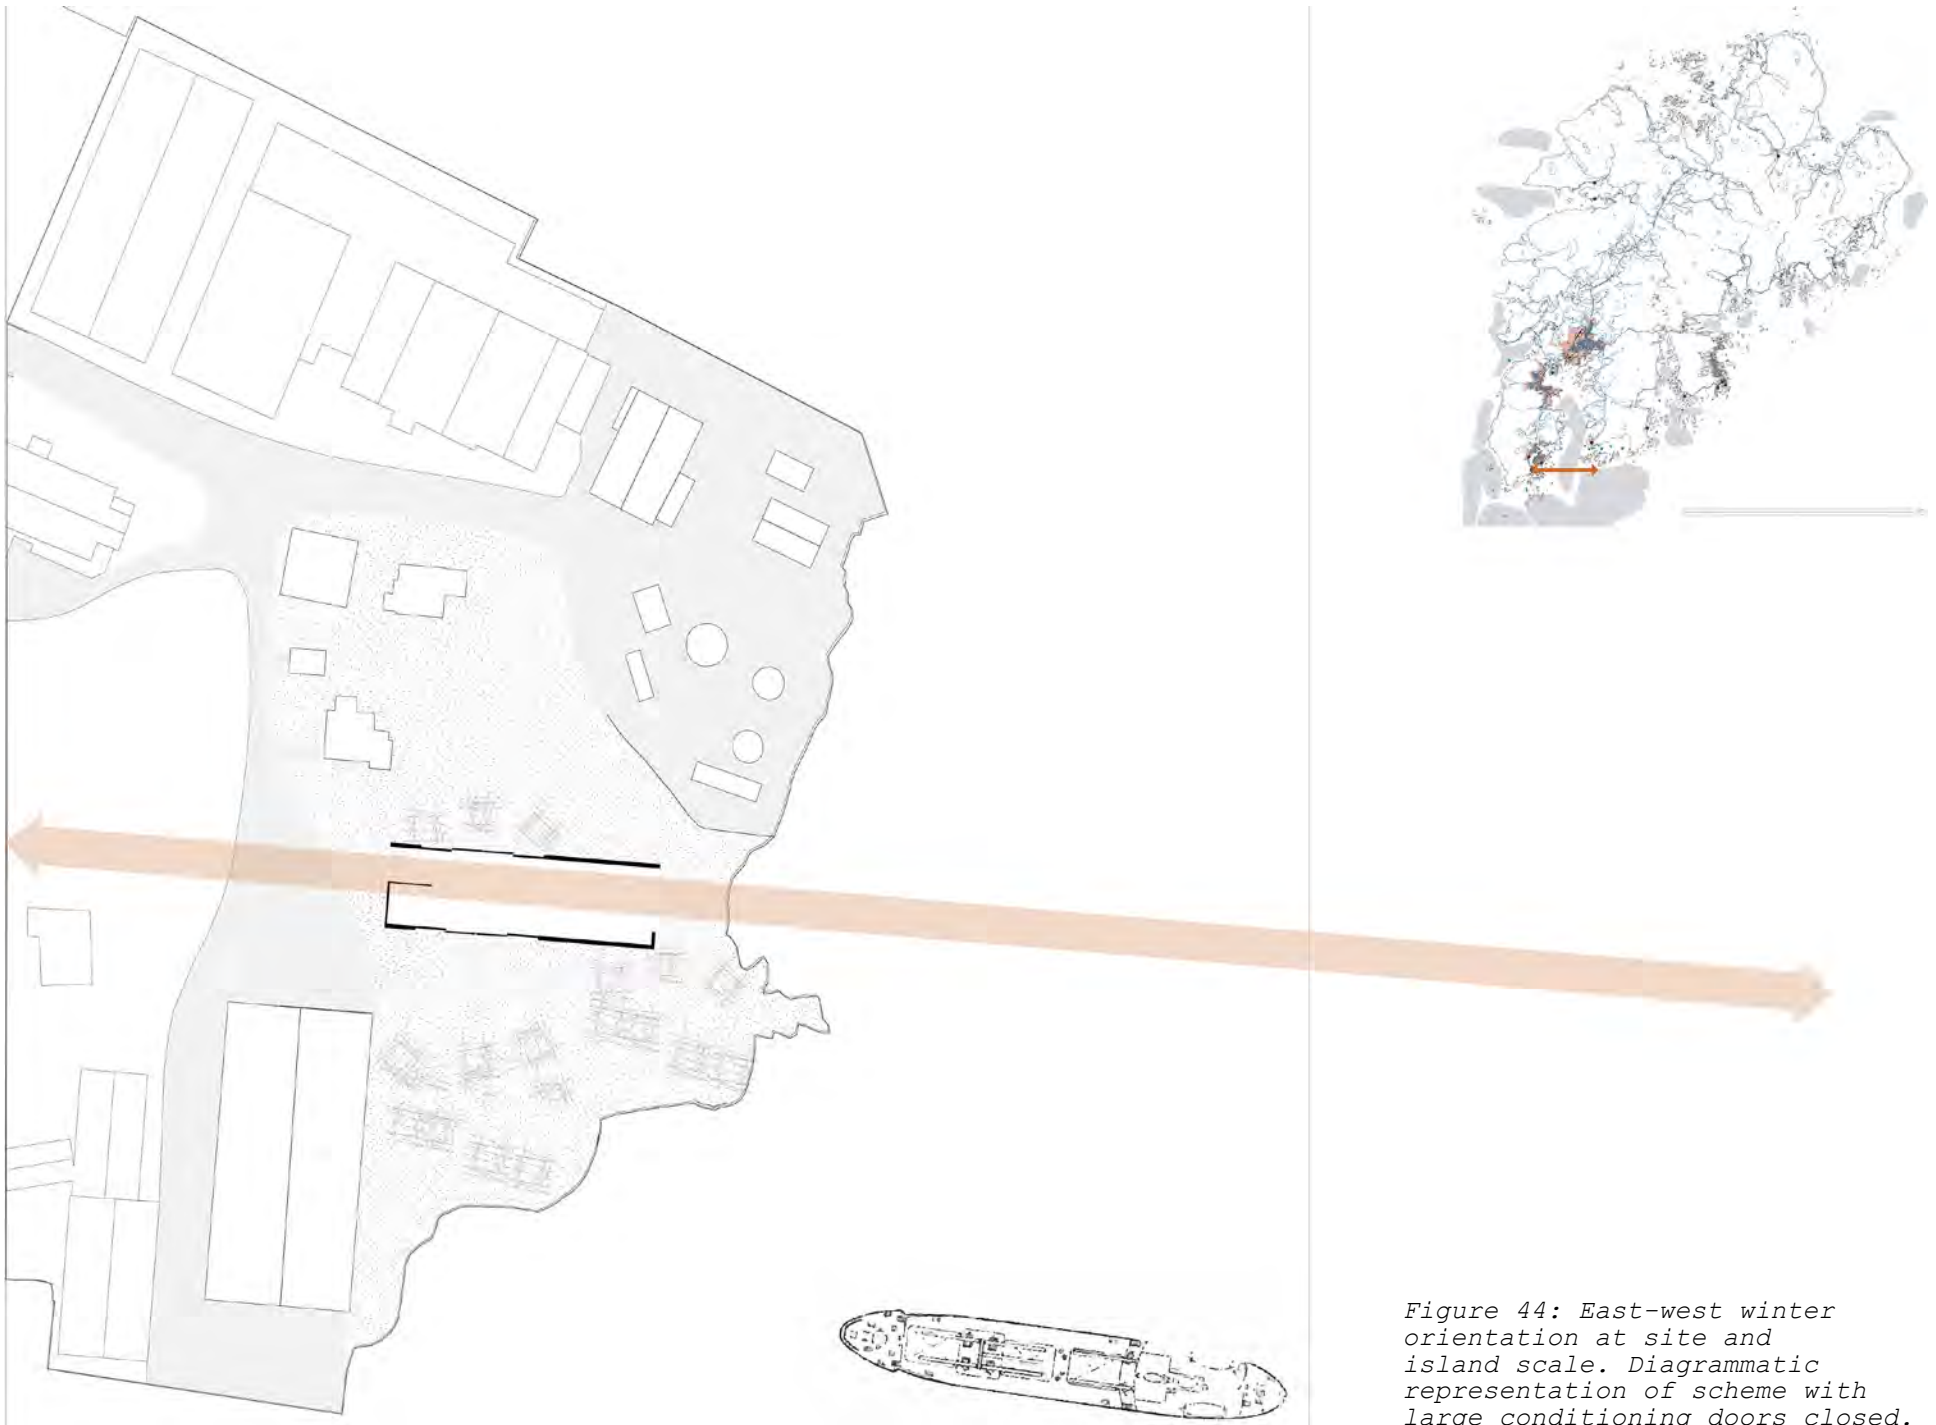 Figure 44: East-west winter
orientation at site and
island scale. Diagrammatic
representation of scheme with
large conditioning doors closed.